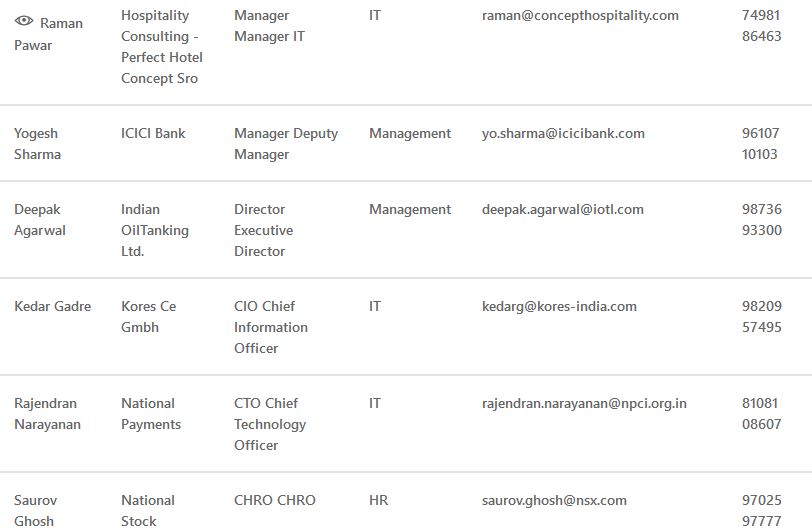 Raman Pawar
Hospitality Consulting - Perfect Hotel Concept Sro
Manager Manager IT
IT
raman@concepthospitality.com
74981 86463
Yogesh Sharma
ICICI Bank
Manager Deputy Manager
Management
yo.sharma@icicibank.com
96107 10103
Deepak Agarwal
Indian OilTanking Ltd.
Director Executive Director
Management
deepak.agarwal@iotl.com
98736 93300
Kedar Gadre
Kores Ce Gmbh
CIO Chief Information Officer
IT
kedarg@kores-india.com
98209 57495
Rajendran Narayanan
National Payments
CTO Chief Technology Officer
IT
rajendran.narayanan@npci.org.in
81081 08607
Saurov Ghosh
National Stock
CHRO CHRO
HR
saurov.ghosh@nsx.com
97025 97777